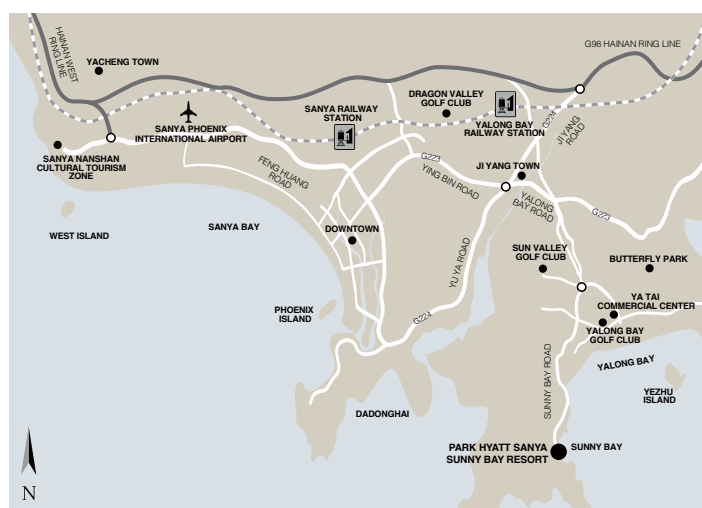 HAINAN WEST
RING LINE
YACHENG TOWN
G98 HAINAN RING LINE
DRAGON VALLEY
GOLF CLUB
SANYA RAILWAY
STATION
YALONG BAY
RAILWAY STATION
G224
JI YANG
ROAD
SANYA PHOENIX
INTERNATIONAL AIRPORT
SANYA NANSHAN
CULTURAL TOURISM
ZONE
FENG HUANG
ROAD
G223
YING BIN ROAD
JI YANG TOWN
YALONG
BAY ROAD
G223
WEST ISLAND
SANYA BAY
DOWNTOWN
YU YA ROAD
SUN VALLEY
GOLF CLUB
BUTTERFLY PARK
PHOENIX
ISLAND
G224
YA TAI
COMMERCIAL CENTER
YALONG BAY
GOLF CLUB
YALONG BAY
SUNNY BAY ROAD
YEZHU
ISLAND
DADONGHAI
PARK HYATT SANYA
SUNNY BAY RESORT
SUNNY BAY
N